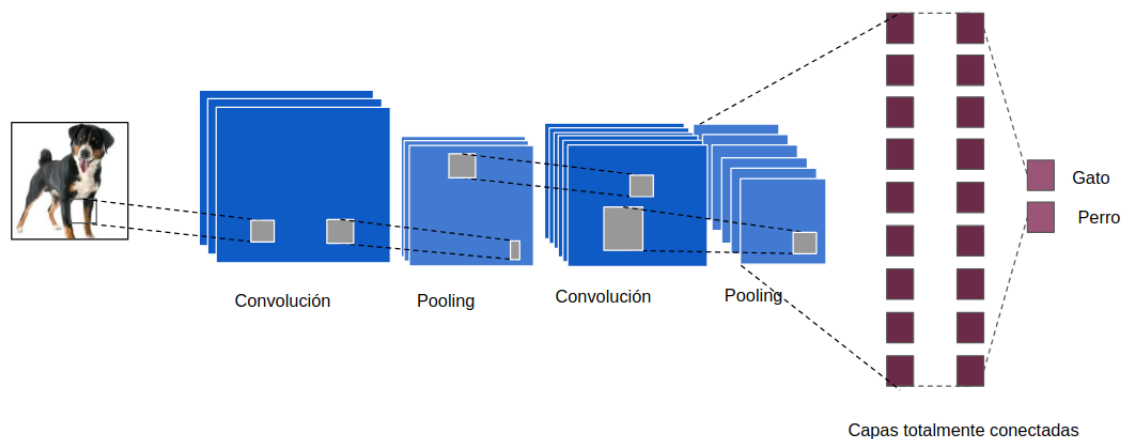 Convolución
Pooling
Convolución
Pooling
Gato
Perro
Capas totalmente conectadas